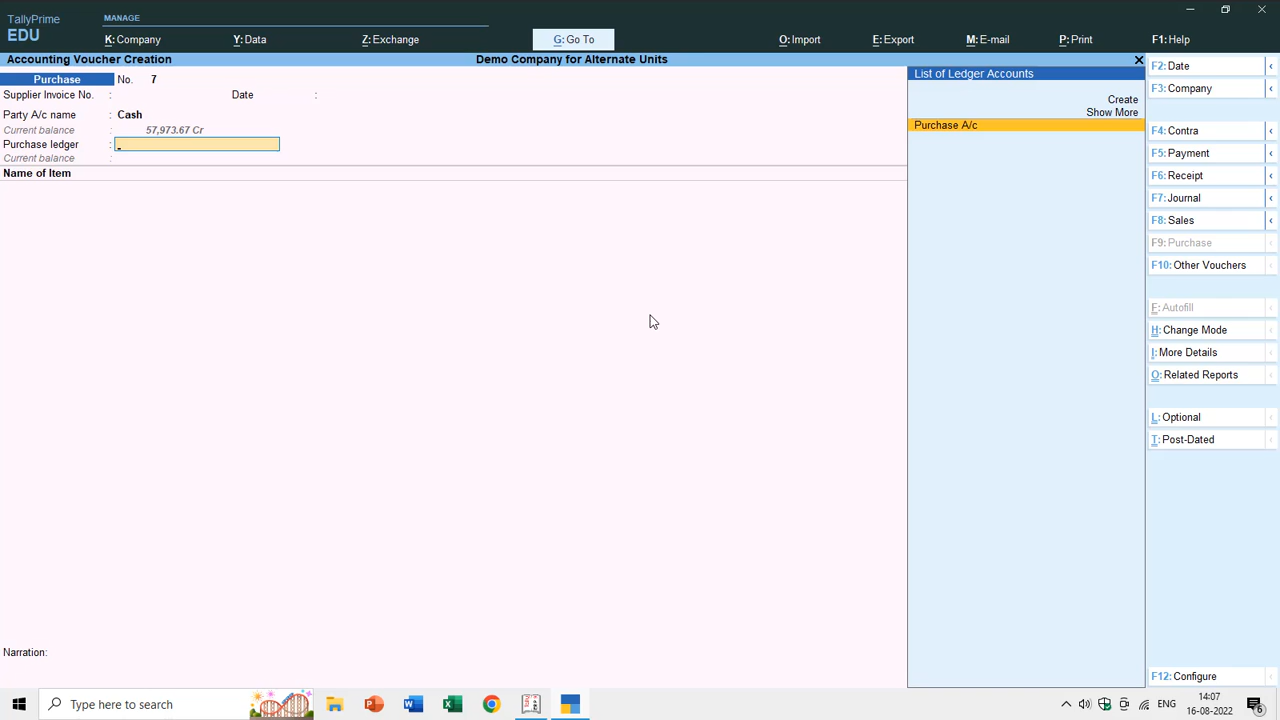 TallyPrime
EDU
MANAGE
K: Company
Y: Data
Z: Exchange
G: Go To
O: Import
E: Export
M: E-mail
P: Print
F1: Help
Accounting Voucher Creation
Demo Company for Alternate Units
Purchase No. 7
Supplier Invoice No. : Date :
Party A/c name : Cash
Current balance : 57,973.67 Cr
Purchase ledger :
Current balance :
Name of Item
Narration:
List of Ledger Accounts
Create
Show More
Purchase A/c
F2: Date
F3: Company
F4: Contra
F5: Payment
F6: Receipt
F7: Journal
F8: Sales
F9: Purchase
F10: Other Vouchers
F: Autofill
H: Change Mode
I: More Details
O: Related Reports
L: Optional
T: Post-Dated
F12: Configure
Type here to search
ENG
14:07
16-08-2022
6